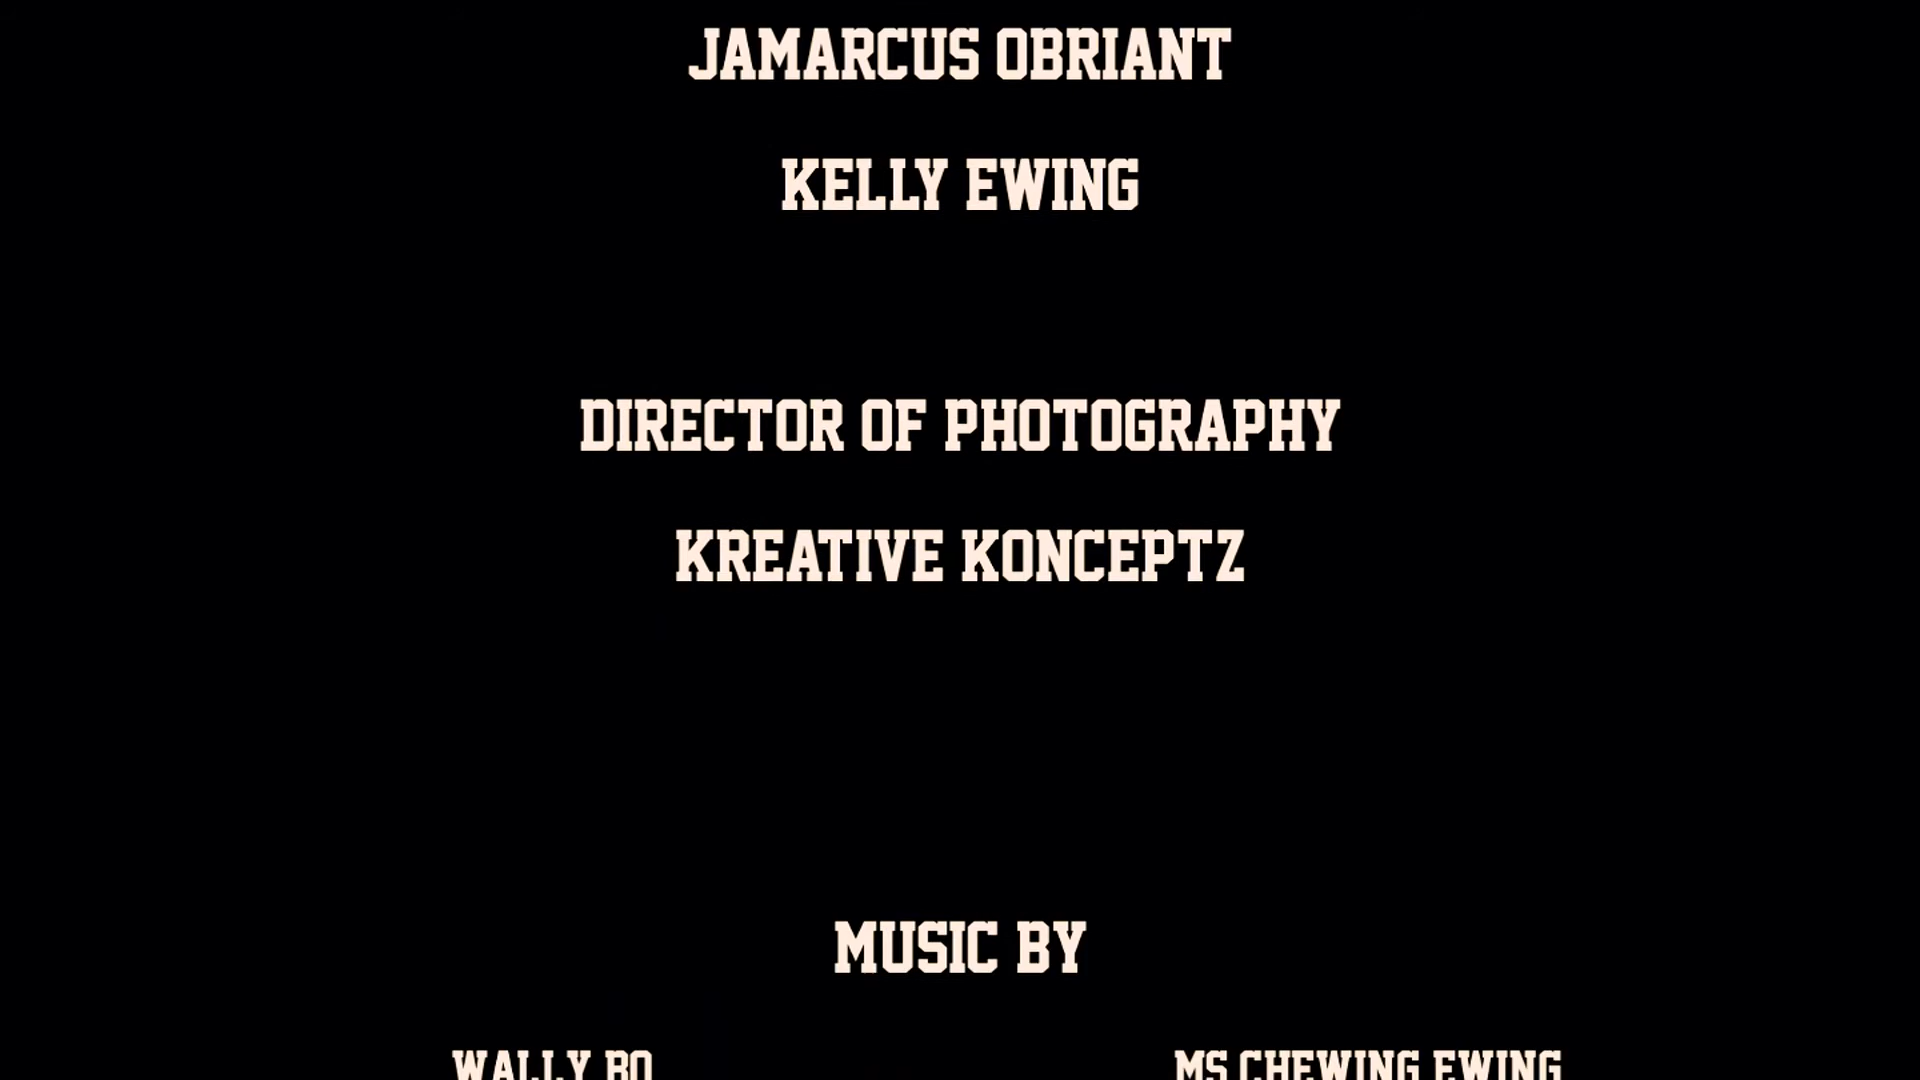 JAMARCUS OBRIANT
KELLY EWING
DIRECTOR OF PHOTOGRAPHY
KREATIVE KONCEPTZ
MUSIC BY
WALLY BO MS CHEWING EWING